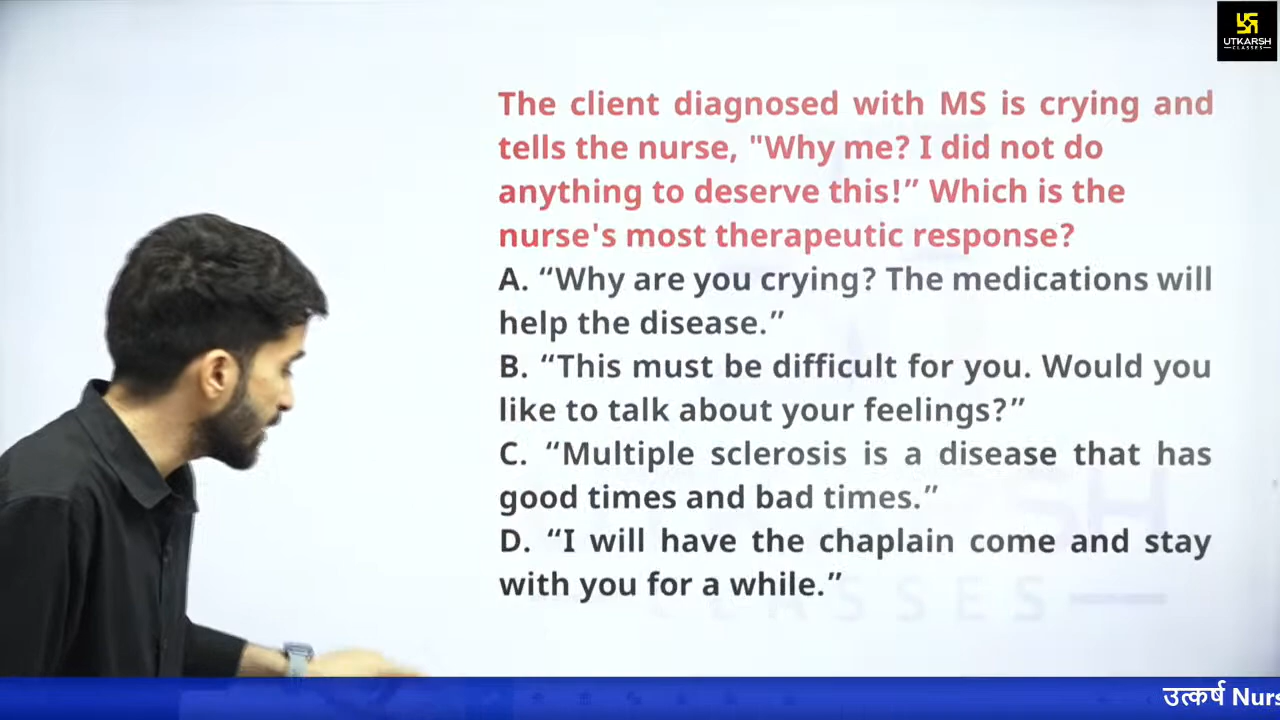 UTKARSH
CLASSES
The client diagnosed with MS is crying and
tells the nurse, "Why me? I did not do
anything to deserve this!” Which is the
nurse's most therapeutic response?
A. “Why are you crying? The medications will
help the disease.”
B. “This must be difficult for you. Would you
like to talk about your feelings?”
C. “Multiple sclerosis is a disease that has
good times and bad times.”
D. “I will have the chaplain come and stay
with you for a while.”
उत्कर्ष Nurs